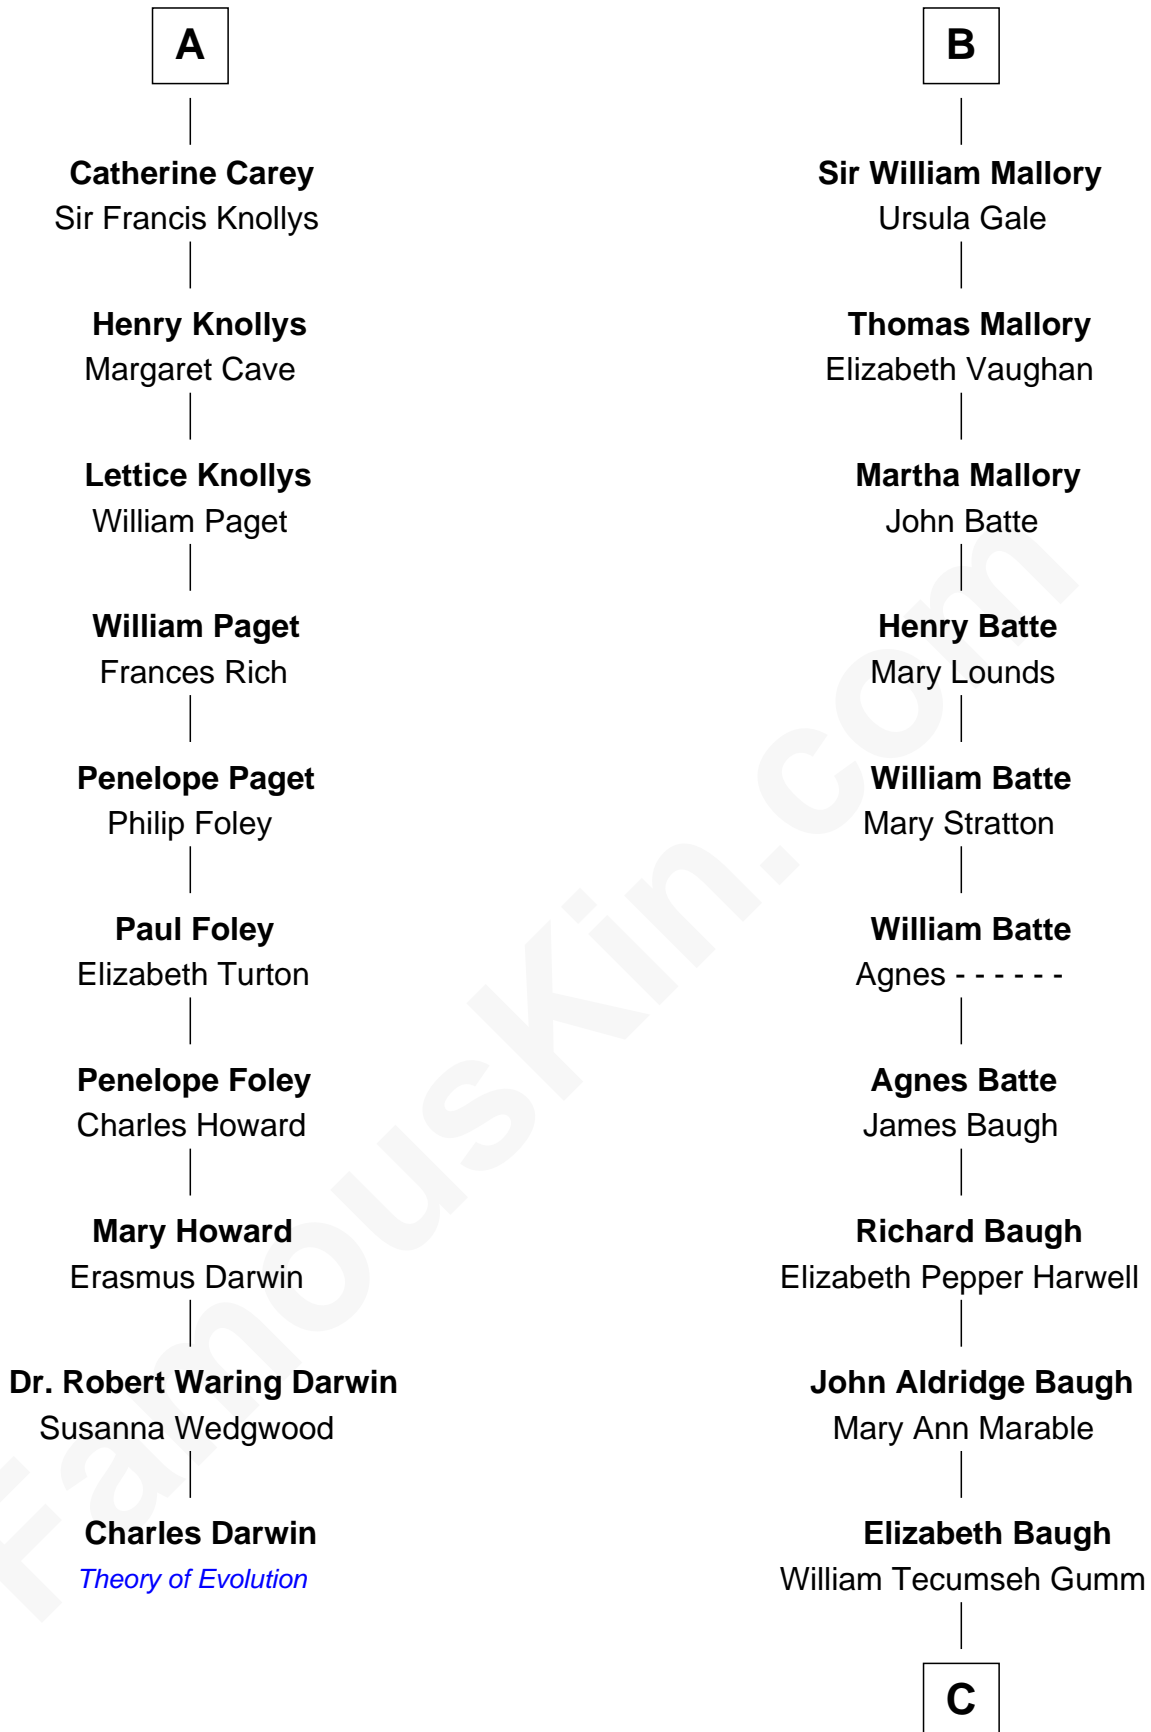 A
Catherine Carey
Sir Francis Knollys
Henry Knollys
Margaret Cave
Lettice Knollys
William Paget
William Paget
Frances Rich
Penelope Paget
Philip Foley
Paul Foley
Elizabeth Turton
Penelope Foley
Charles Howard
Mary Howard
Erasmus Darwin
Dr. Robert Waring Darwin
Susanna Wedgwood
Charles Darwin
Theory of Evolution
B
Sir William Mallory
Ursula Gale
Thomas Mallory
Elizabeth Vaughan
Martha Mallory
John Batte
Henry Batte
Mary Lounds
William Batte
Mary Stratton
William Batte
Agnes - - - - - -
Agnes Batte
James Baugh
Richard Baugh
Elizabeth Pepper Harwell
John Aldridge Baugh
Mary Ann Marable
Elizabeth Baugh
William Tecumseh Gumm
C
FamousKin.com